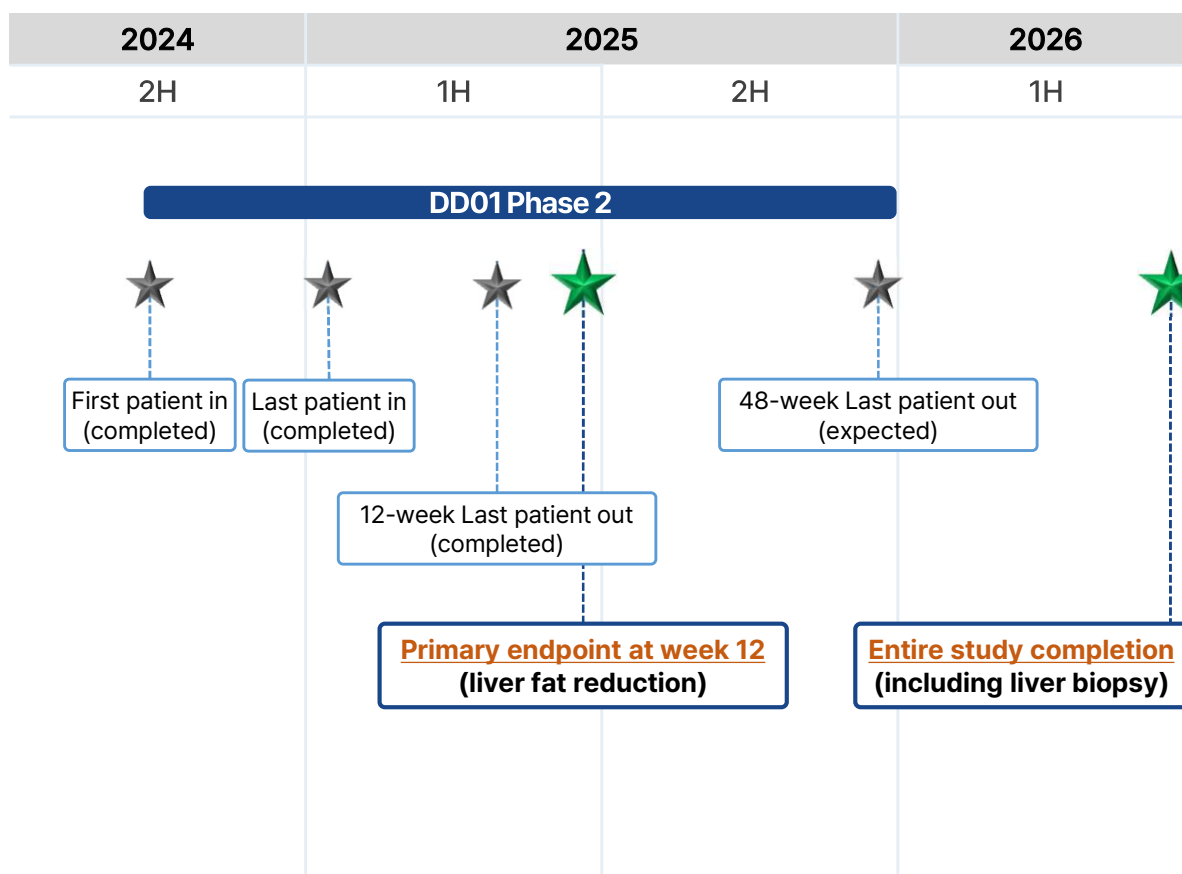 2024 2025 2026
2H 1H 2H 1H
DD01 Phase 2
First patient in
(completed)
Last patient in
(completed)
48-week Last patient out
(expected)
12-week Last patient out
(completed)
Primary endpoint at week 12
(liver fat reduction)
Entire study completion
(including liver biopsy)